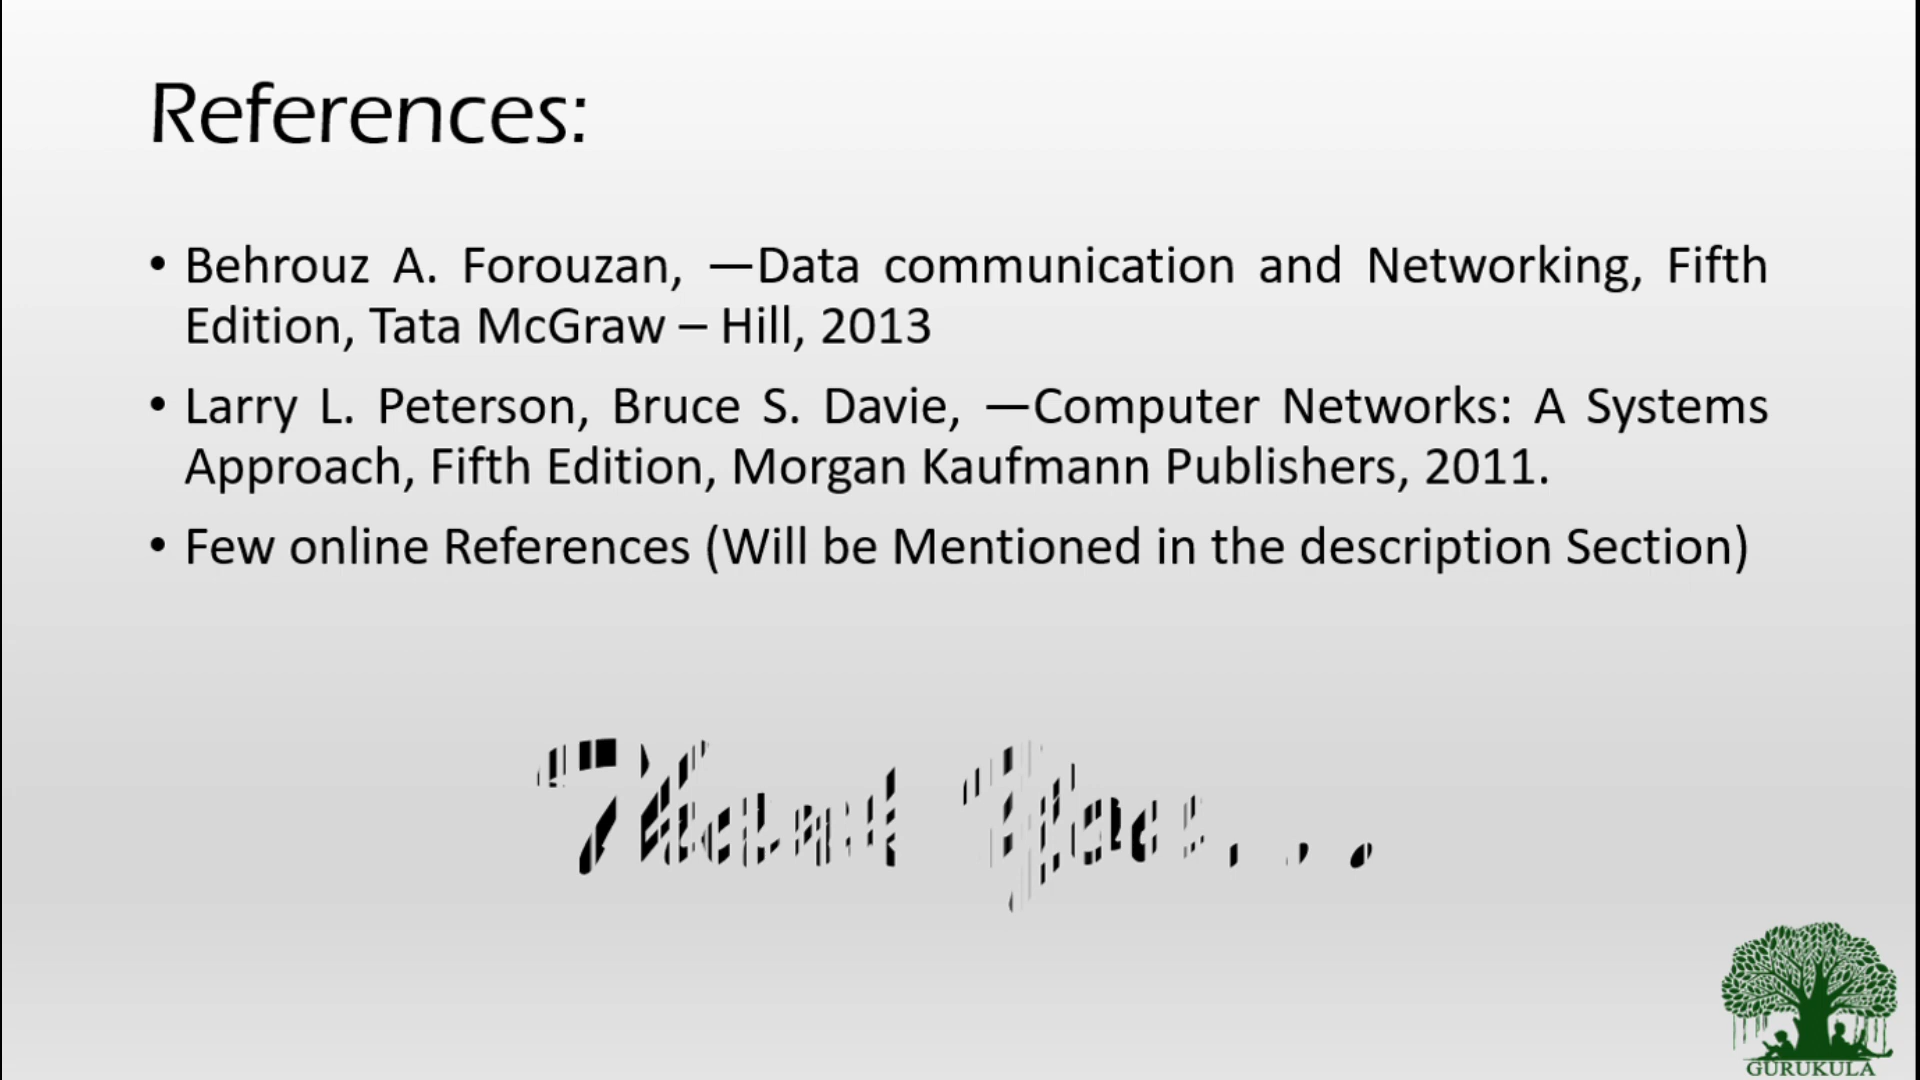 References:
• Behrouz A. Forouzan, —Data communication and Networking, Fifth
Edition, Tata McGraw – Hill, 2013
• Larry L. Peterson, Bruce S. Davie, —Computer Networks: A Systems
Approach, Fifth Edition, Morgan Kaufmann Publishers, 2011.
• Few online References (Will be Mentioned in the description Section)
Thank You...
GURUKULA